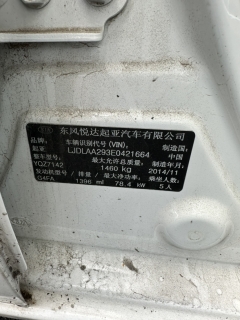 东风悦达起亚汽车有限公司
品牌: 车辆识别代号(VIN): 制造国:
LJDLAA293E0421664 中国
整车型号: 最大允许总质量: 制造年月:
YQZ7142 1460 kg 2014/11
发动机型号 / 排量 / 最大净功率: 乘坐人数:
G4FA 1396 ml 78.4 kW 5人